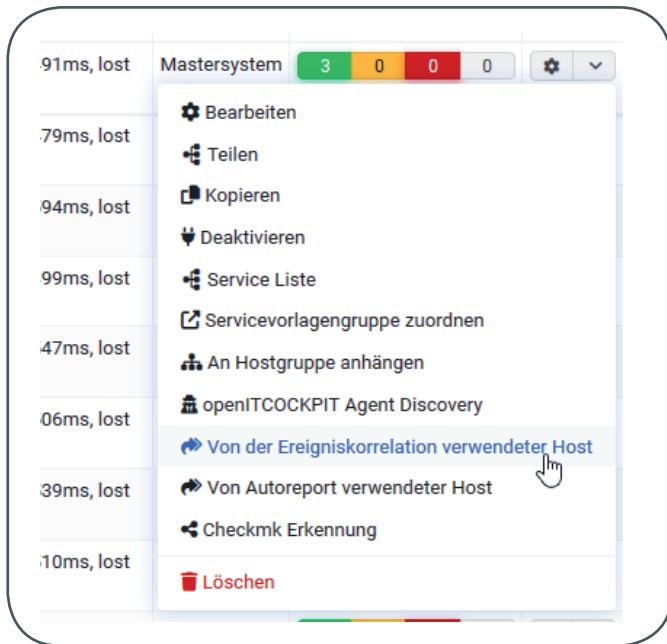 91ms, lost Mastersystem 3 0 0 0
Bearbeiten
79ms, lost
Teilen
Kopieren
94ms, lost
Deaktivieren
99ms, lost
Service Liste
Servicevorlagengruppe zuordnen
47ms, lost
An Hostgruppe anhängen
openITCOCKPIT Agent Discovery
06ms, lost
Von der Ereigniskorrelation verwendeter Host
39ms, lost
Von Autoreport verwendeter Host
Checkmk Erkennung
10ms, lost
Löschen